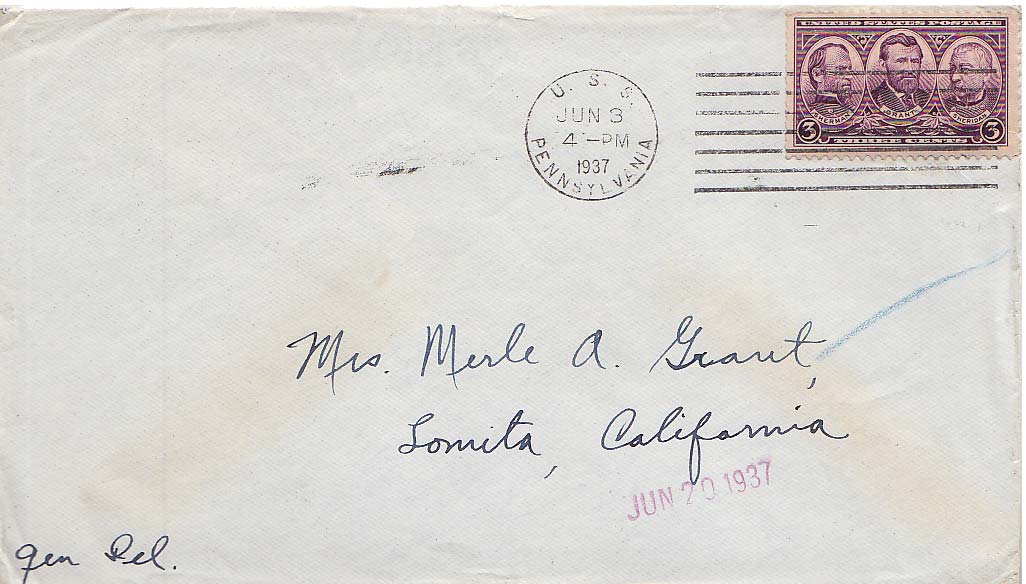 UNITED STATES POSTAGE
SHERMAN GRANT SHERIDAN
3 3
THREE CENTS
U. S. S.
JUN 3
4 - PM
1937
PENNSYLVANIA
Mrs. Merle A. Grant,
Lomita, California
JUN 20 1937
Gen Del.